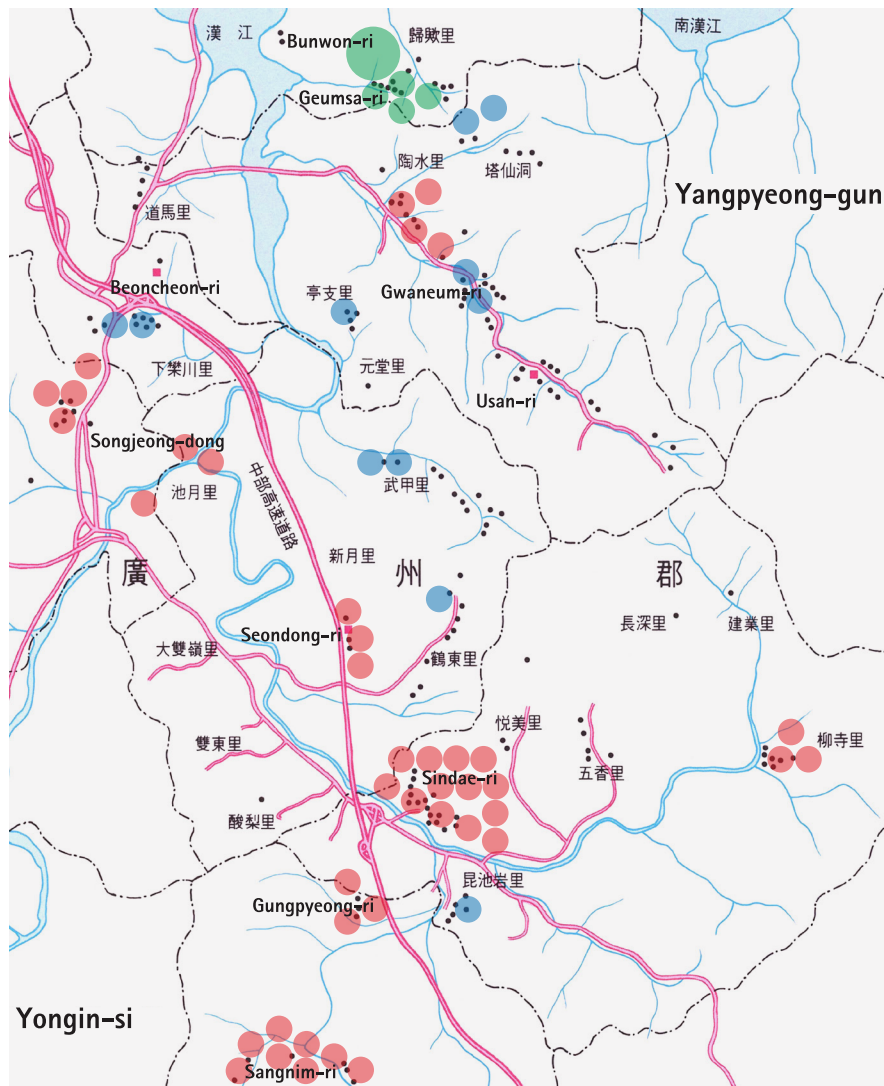 漢 江
Bunwon-ri
歸歟里
南漢江
Geumsa-ri
陶水里
塔仙洞
Yangpyeong-gun
道馬里
Beoncheon-ri
亭支里
Gwaneum-ri
下樊川里
元堂里
Usan-ri
Songjeong-dong
池月里
武甲里
中部高速道路
新月里
廣
州
郡
長深里
建業里
Seondong-ri
大雙嶺里
鶴東里
雙東里
悦美里
柳寺里
五香里
Sindae-ri
酸梨里
昆池岩里
Gungpyeong-ri
Yongin-si
Sangnim-ri